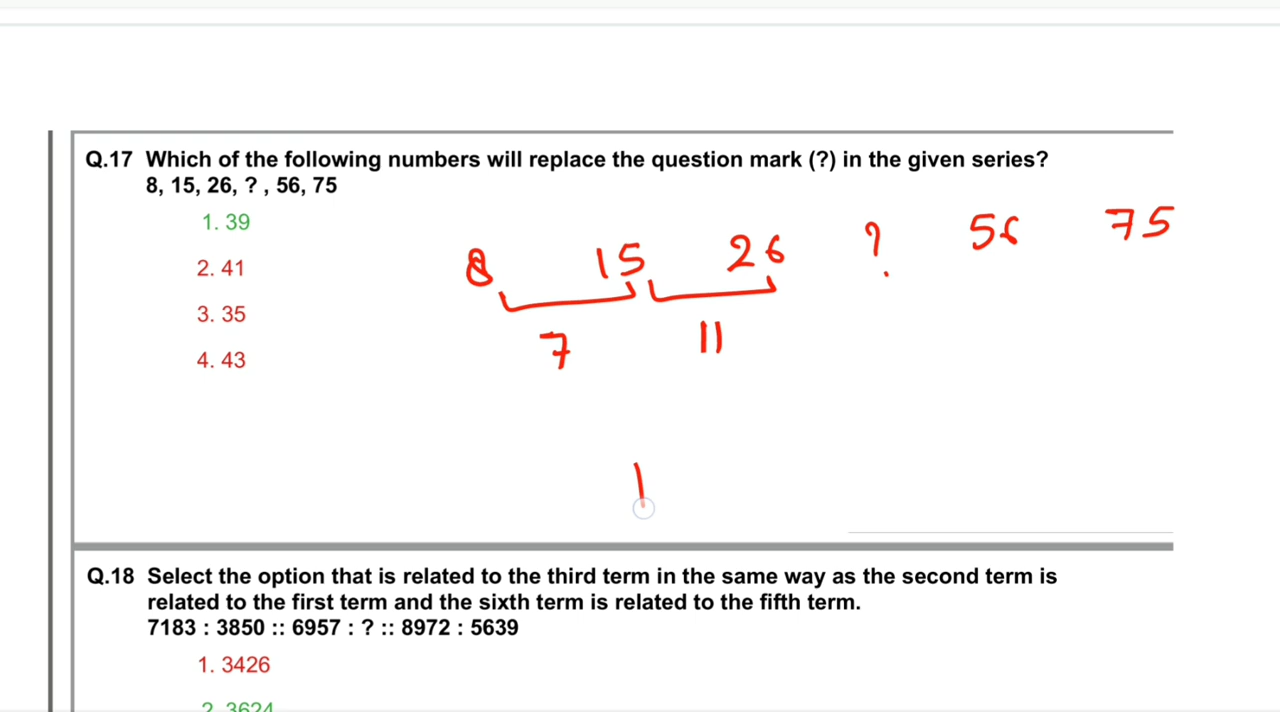 Q.17 Which of the following numbers will replace the question mark (?) in the given series?
8, 15, 26, ? , 56, 75
1. 39
2. 41
3. 35
4. 43
8 15 26 ? 56 75
7 11
Q.18 Select the option that is related to the third term in the same way as the second term is
related to the first term and the sixth term is related to the fifth term.
7183 : 3850 :: 6957 : ? :: 8972 : 5639
1. 3426
2. 3624